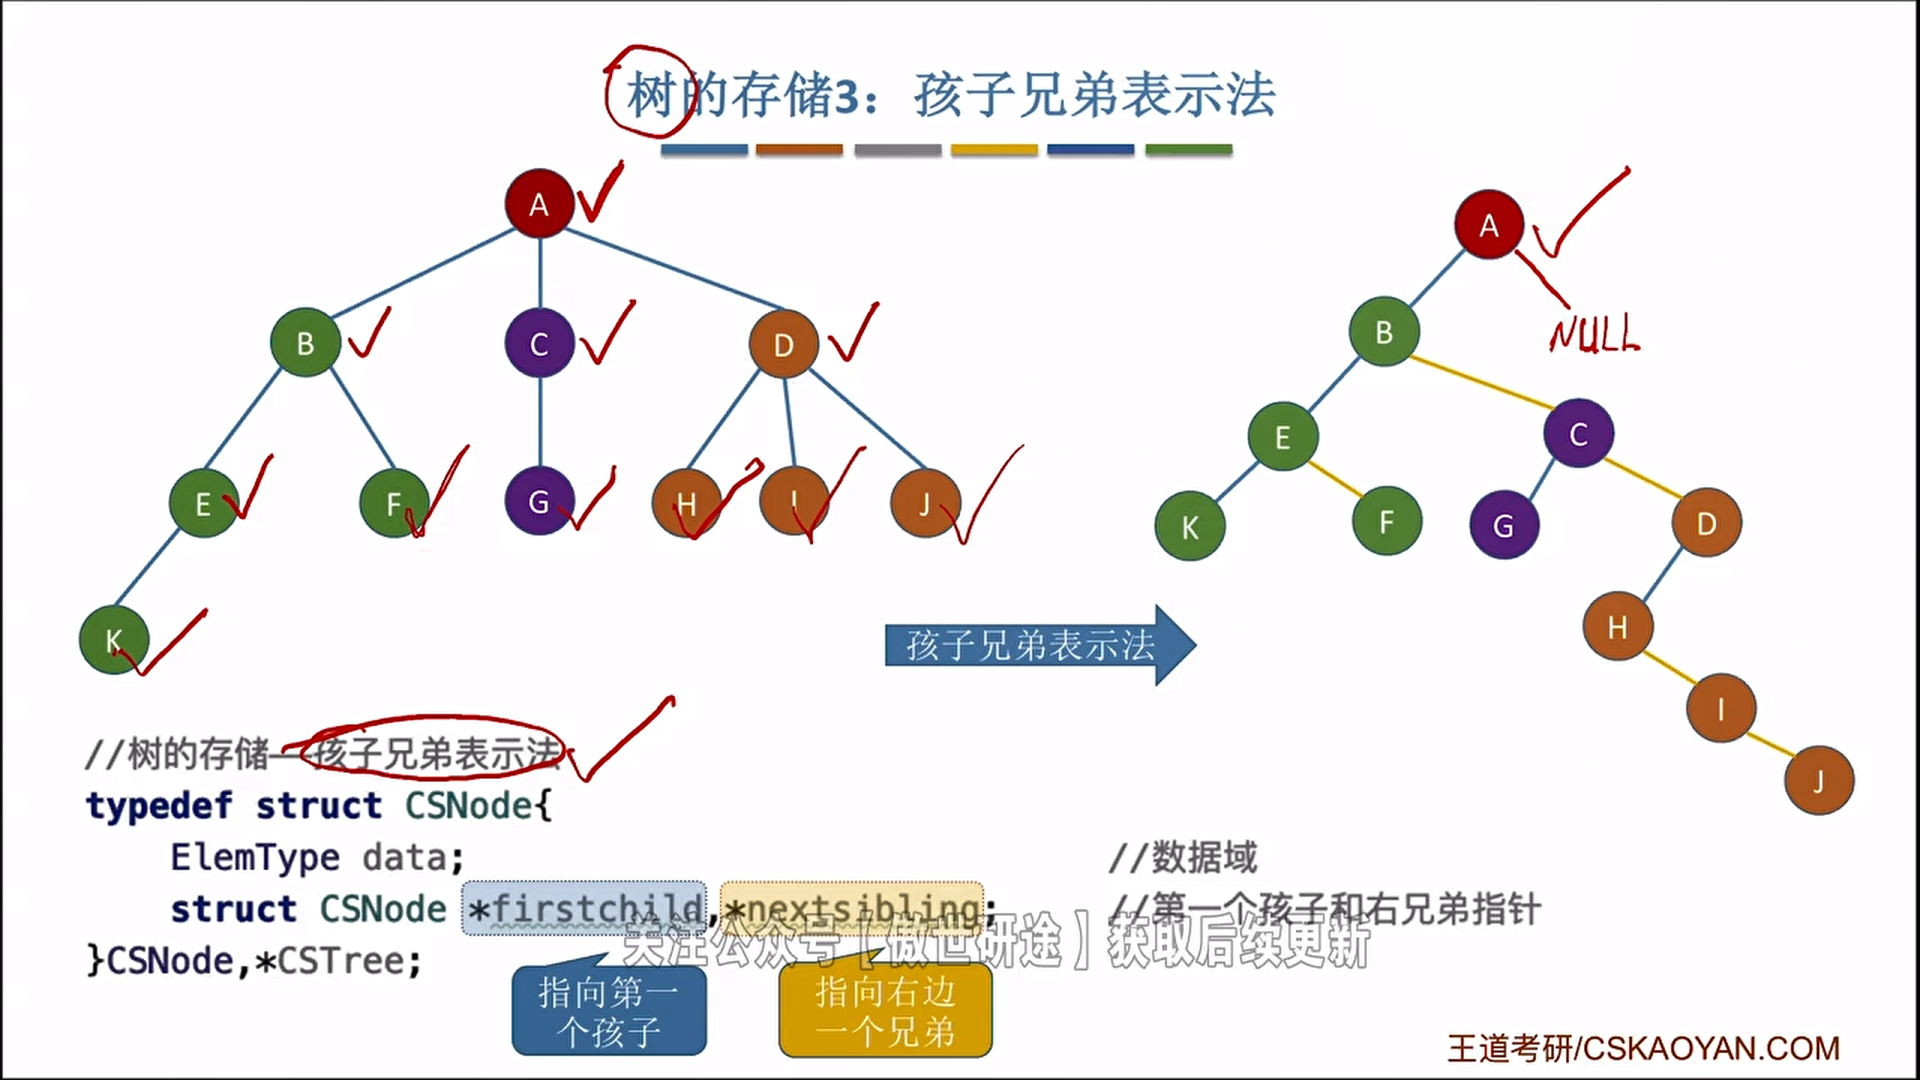 树的存储3：孩子兄弟表示法
A
B
C
D
E
F
G
H
I
J
K
A
NULL
B
E
C
K
F
G
D
H
I
J
孩子兄弟表示法
//树的存储——孩子兄弟表示法
typedef struct CSNode{
ElemType data; //数据域
struct CSNode *firstchild,*nextsibling; //第一个孩子和右兄弟指针
}CSNode,*CSTree;
关注公众号【傲世研途】获取后续更新
指向第一
个孩子
指向右边
一个兄弟
王道考研/CSKAOYAN.COM